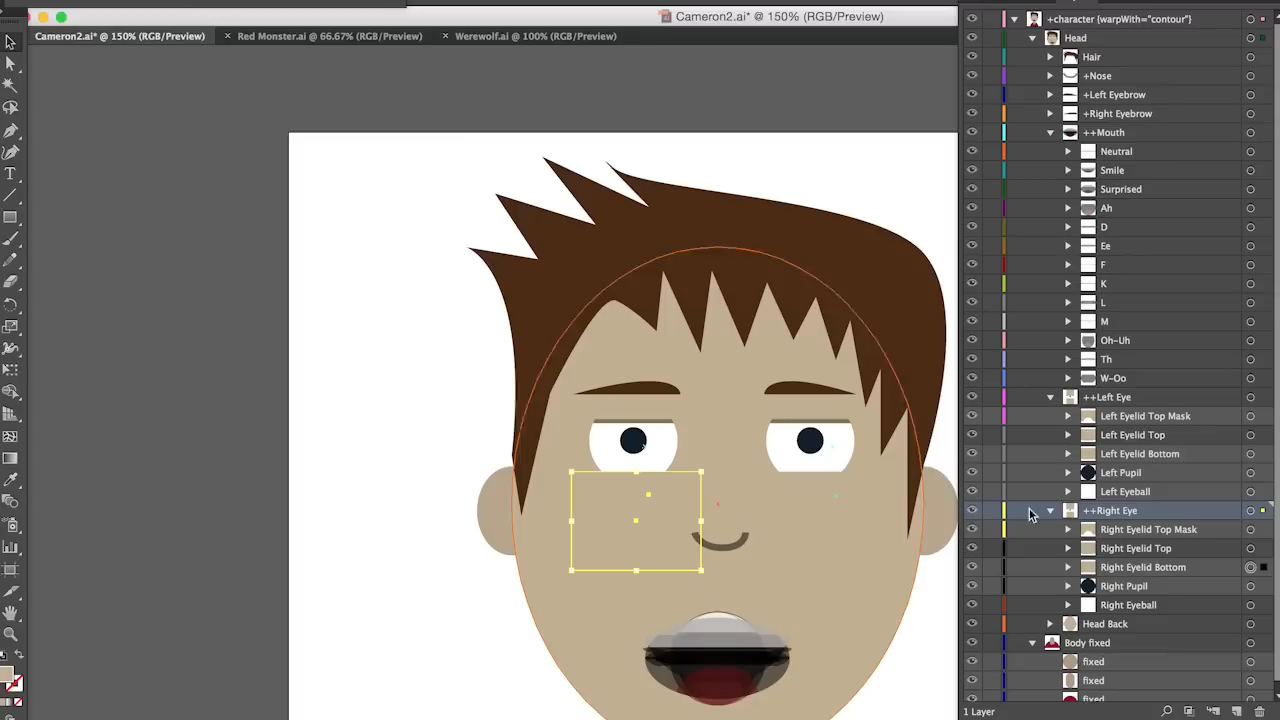 Cameron2.ai* @ 150% (RGB/Preview)
Cameron2.ai* @ 150% (RGB/Preview) × Red Monster.ai @ 66.67% (RGB/Preview) × Werewolf.ai @ 100% (RGB/Preview)
+character {warpWith="contour"}
Head
Hair
+Nose
+Left Eyebrow
+Right Eyebrow
++Mouth
Neutral
Smile
Surprised
Ah
D
Ee
F
K
L
M
Oh-Uh
Th
W-Oo
++Left Eye
Left Eyelid Top Mask
Left Eyelid Top
Left Eyelid Bottom
Left Pupil
Left Eyeball
++Right Eye
Right Eyelid Top Mask
Right Eyelid Top
Right Eyelid Bottom
Right Pupil
Right Eyeball
Head Back
Body fixed
fixed
fixed
fixed
1 Layer